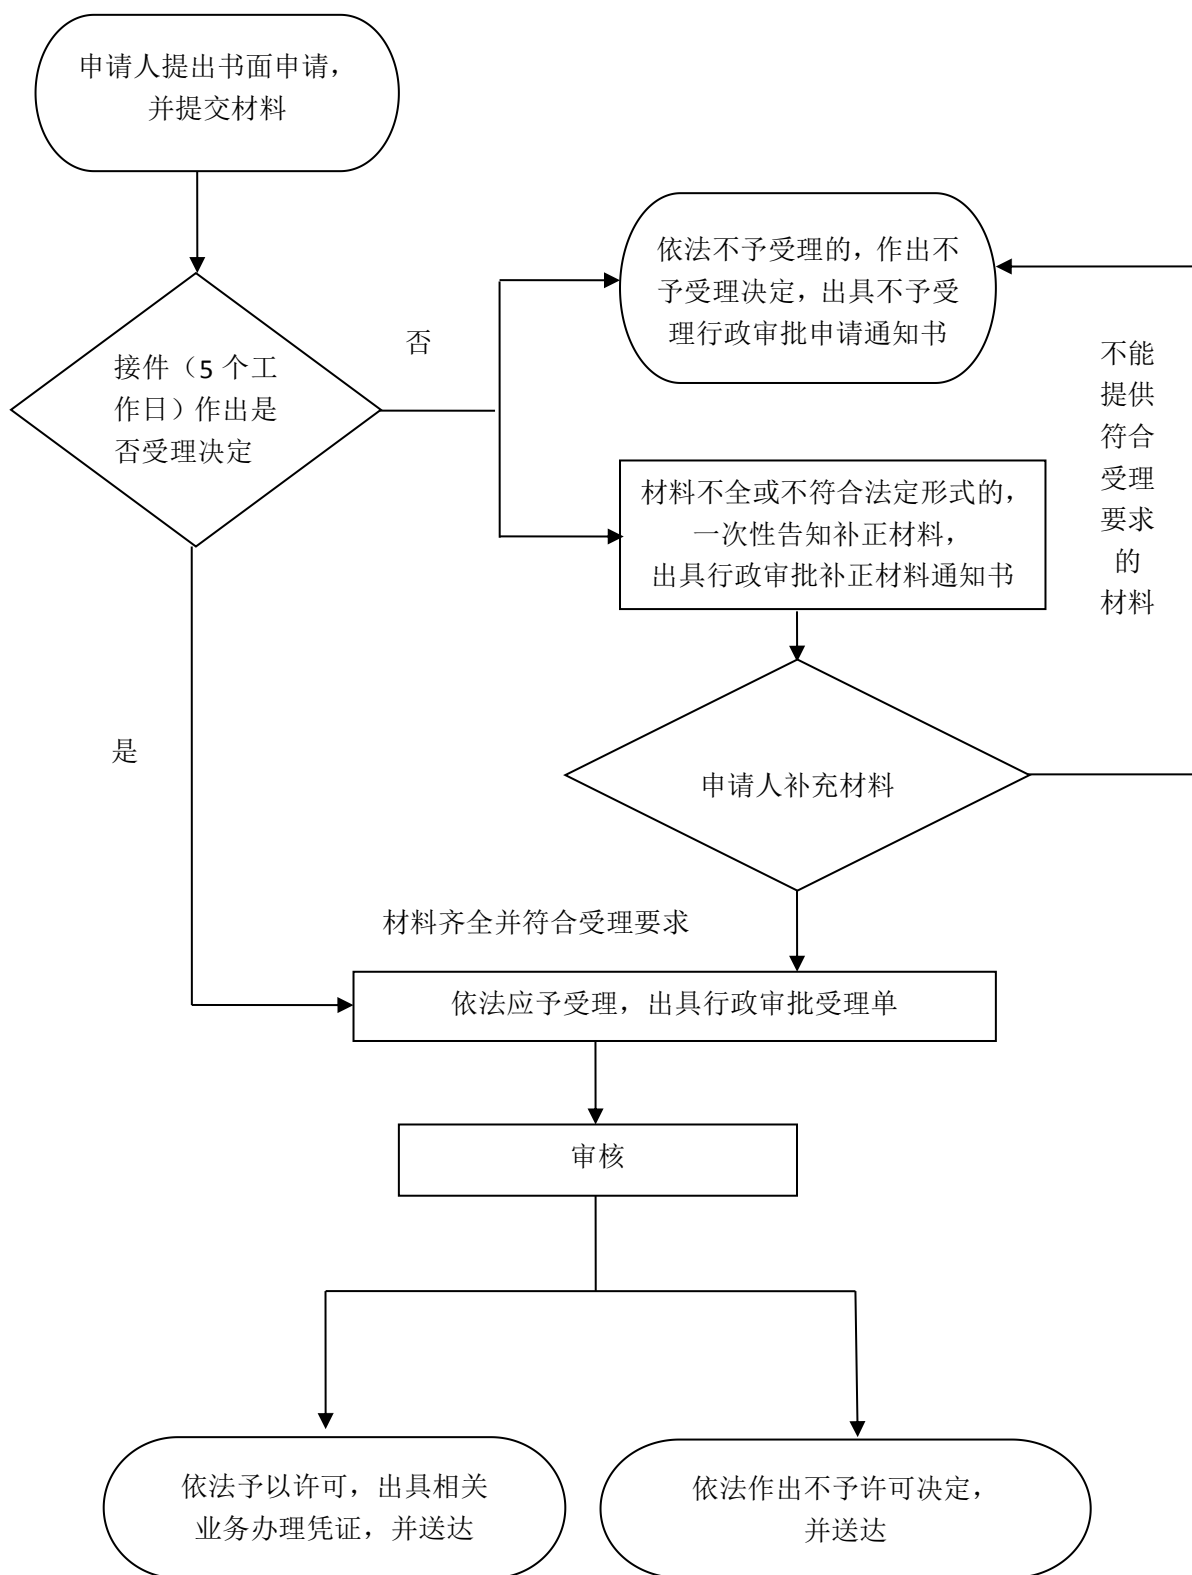 申请人提出书面申请，
并提交材料
依法不予受理的，作出不
予受理决定，出具不予受
理行政审批申请通知书
否
接件（5 个工
作日）作出是
否受理决定
不能
提供
符合
受理
要求
的
材料
材料不全或不符合法定形式的，
一次性告知补正材料，
出具行政审批补正材料通知书
是
申请人补充材料
材料齐全并符合受理要求
依法应予受理，出具行政审批受理单
审核
依法予以许可，出具相关
业务办理凭证，并送达
依法作出不予许可决定，
并送达